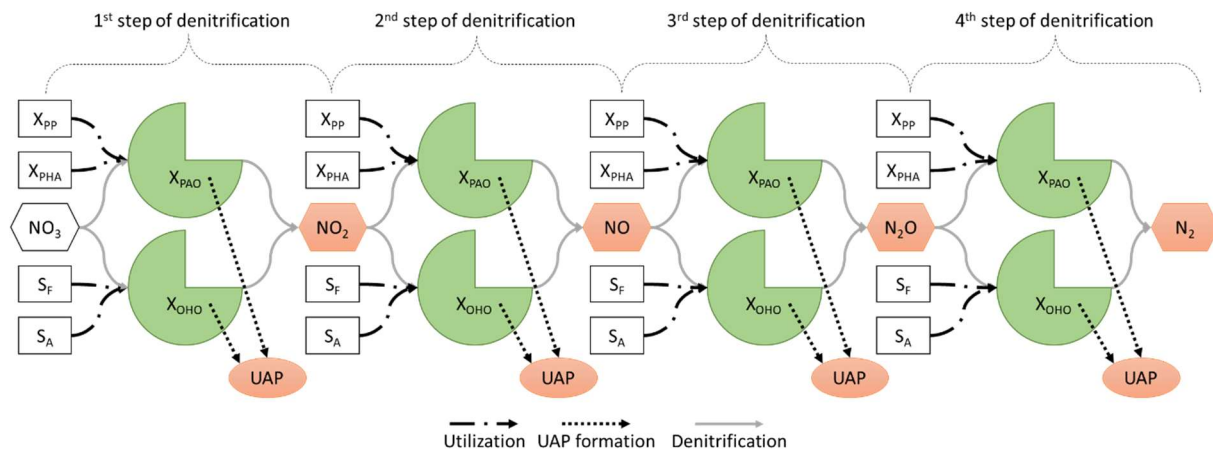 1st step of denitrification
2nd step of denitrification
3rd step of denitrification
4th step of denitrification
XPP
XPHA
NO3
SF
SA
XPAO
XOHO
UAP
XPP
XPHA
NO2
SF
SA
XPAO
XOHO
UAP
XPP
XPHA
NO
SF
SA
XPAO
XOHO
UAP
XPP
XPHA
N2O
SF
SA
XPAO
XOHO
UAP
N2
Utilization
UAP formation
Denitrification